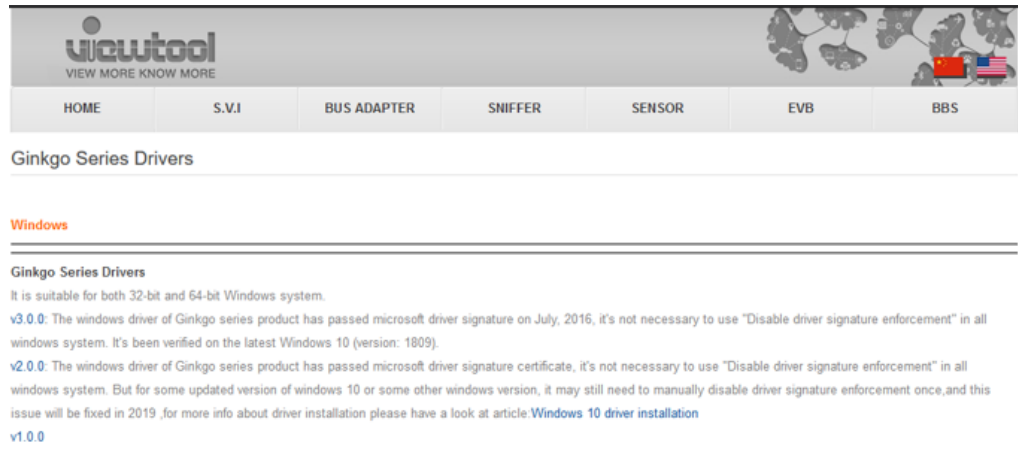 viewtool
VIEW MORE KNOW MORE
HOME S.V.I BUS ADAPTER SNIFFER SENSOR EVB BBS
Ginkgo Series Drivers
Windows
Ginkgo Series Drivers
It is suitable for both 32-bit and 64-bit Windows system.
v3.0.0: The windows driver of Ginkgo series product has passed microsoft driver signature on July, 2016, it's not necessary to use "Disable driver signature enforcement" in all
windows system. It's been verified on the latest Windows 10 (version: 1809).
v2.0.0: The windows driver of Ginkgo series product has passed microsoft driver signature certificate, it's not necessary to use "Disable driver signature enforcement" in all
windows system. But for some updated version of windows 10 or some other windows version, it may still need to manually disable driver signature enforcement once,and this
issue will be fixed in 2019 ,for more info about driver installation please have a look at article:Windows 10 driver installation
v1.0.0